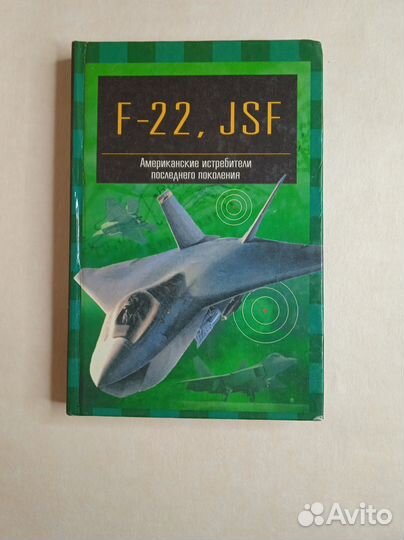 F-22, JSF
Американские истребители
последнего поколения
Avito